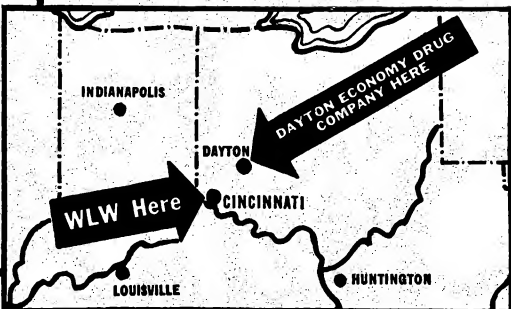 DAYTON ECONOMY DRUG
COMPANY HERE
INDIANAPOLIS
DAYTON
WLW Here
CINCINNATI
LOUISVILLE
HUNTINGTON